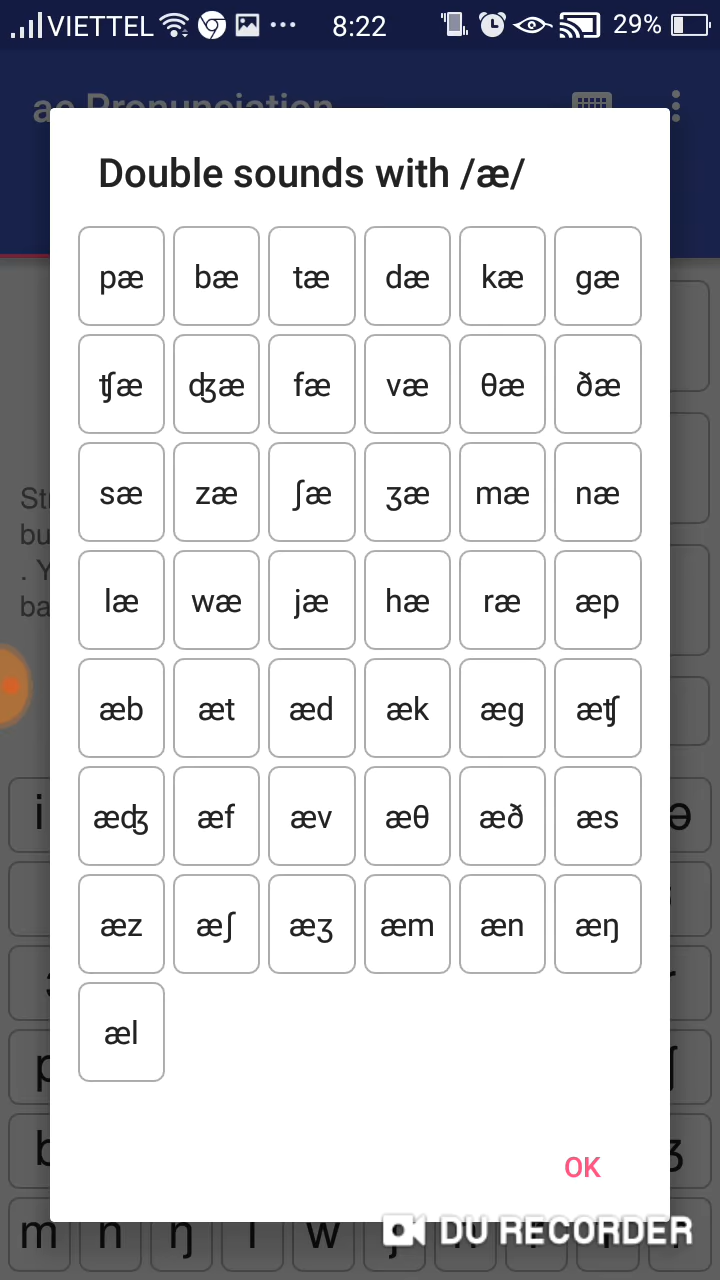 VIETTEL 8:22 29%
ae Pronunciation
Double sounds with /æ/
pæ bæ tæ dæ kæ gæ
ʧæ ʤæ fæ væ θæ ðæ
sæ zæ ʃæ ʒæ mæ næ
læ wæ jæ hæ ræ æp
æb æt æd æk æg æʧ
æʤ æf æv æθ æð æs
æz æʃ æʒ æm æn æŋ
æl
OK
m n ŋ l w
DU RECORDER